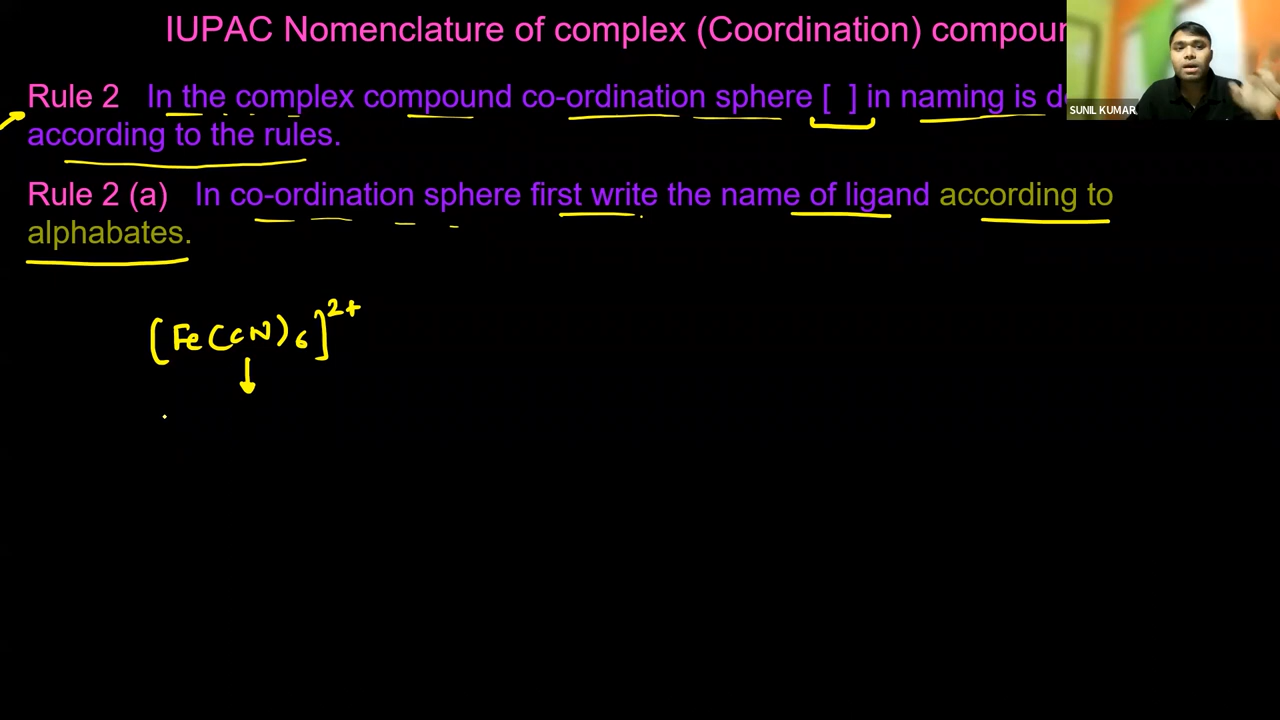 IUPAC Nomenclature of complex (Coordination)
SUNIL KUMAR
Rule 2 In the complex compound co-ordination sphere [ ] in naming is
according to the rules.
Rule 2 (a) In co-ordination sphere first write the name of ligand according to
alphabates.
[Fe(CN)6]2+